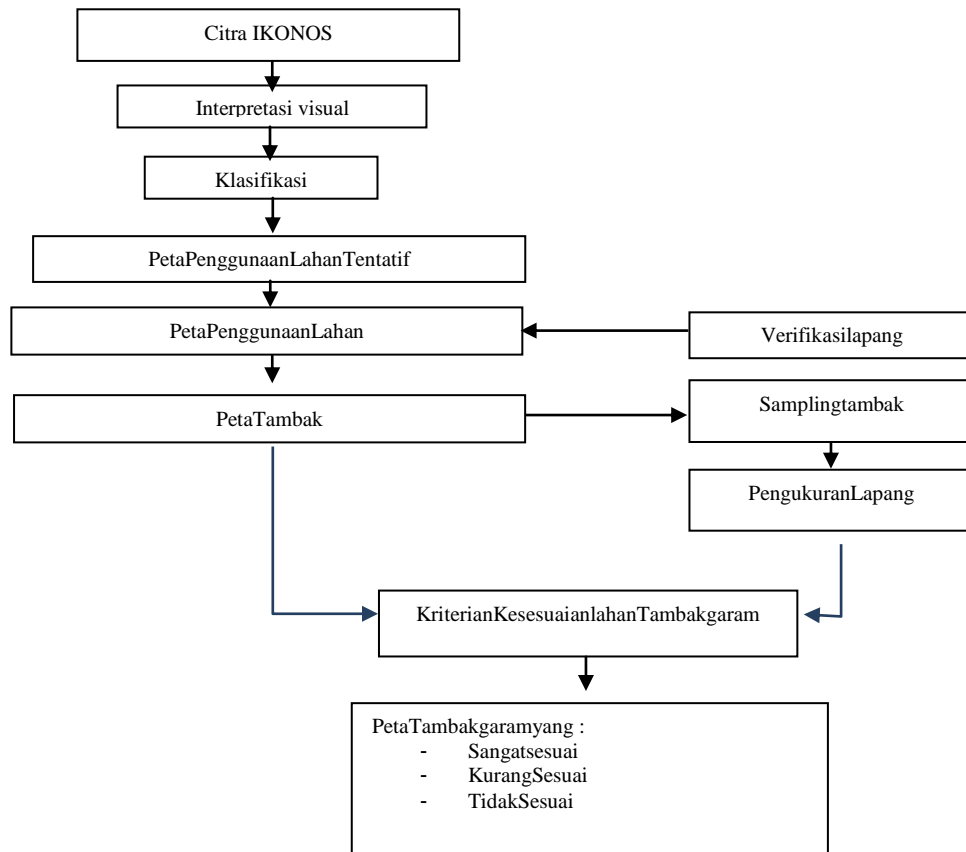 Citra IKONOS
Interpretasi visual
Klasifikasi
PetaPenggunaanLahanTentatif
PetaPenggunaanLahan
Verifikasilapang
PetaTambak
Samplingtambak
PengukuranLapang
KriterianKesesuaianlahanTambakgaram
PetaTambakgaramyang :
- Sangatsesuai
- KurangSesuai
- TidakSesuai